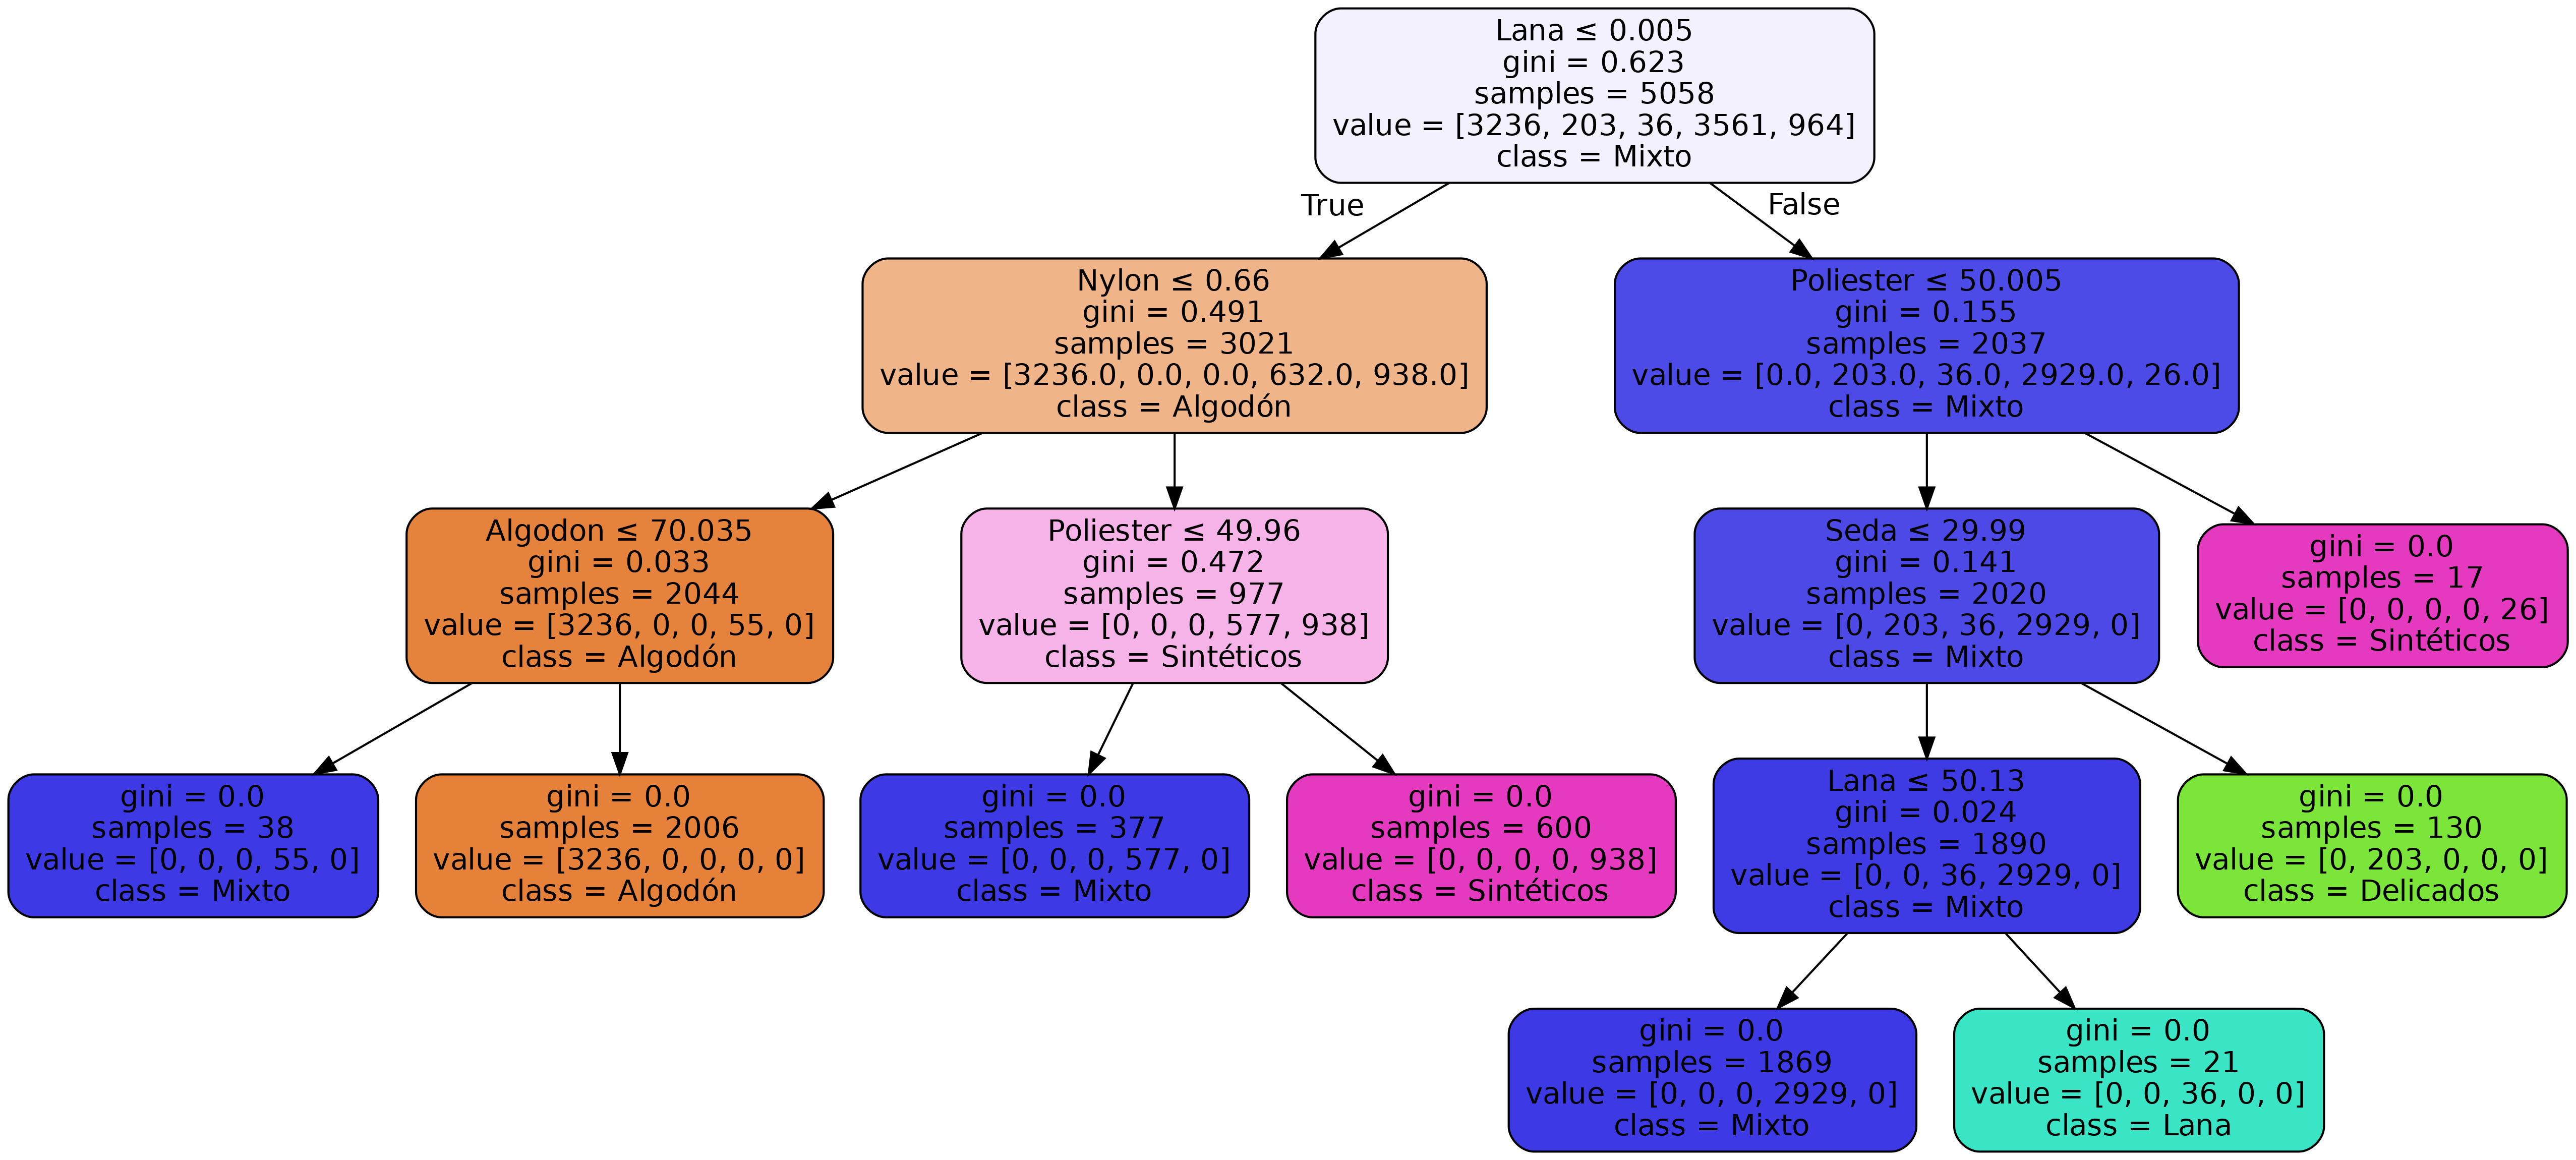 Lana ≤ 0.005
gini = 0.623
samples = 5058
value = [3236, 203, 36, 3561, 964]
class = Mixto
True
False
Nylon ≤ 0.66
gini = 0.491
samples = 3021
value = [3236.0, 0.0, 0.0, 632.0, 938.0]
class = Algodón
Poliester ≤ 50.005
gini = 0.155
samples = 2037
value = [0.0, 203.0, 36.0, 2929.0, 26.0]
class = Mixto
Algodon ≤ 70.035
gini = 0.033
samples = 2044
value = [3236, 0, 0, 55, 0]
class = Algodón
Poliester ≤ 49.96
gini = 0.472
samples = 977
value = [0, 0, 0, 577, 938]
class = Sintéticos
Seda ≤ 29.99
gini = 0.141
samples = 2020
value = [0, 203, 36, 2929, 0]
class = Mixto
gini = 0.0
samples = 17
value = [0, 0, 0, 0, 26]
class = Sintéticos
gini = 0.0
samples = 38
value = [0, 0, 0, 55, 0]
class = Mixto
gini = 0.0
samples = 2006
value = [3236, 0, 0, 0, 0]
class = Algodón
gini = 0.0
samples = 377
value = [0, 0, 0, 577, 0]
class = Mixto
gini = 0.0
samples = 600
value = [0, 0, 0, 0, 938]
class = Sintéticos
Lana ≤ 50.13
gini = 0.024
samples = 1890
value = [0, 0, 36, 2929, 0]
class = Mixto
gini = 0.0
samples = 130
value = [0, 203, 0, 0, 0]
class = Delicados
gini = 0.0
samples = 1869
value = [0, 0, 0, 2929, 0]
class = Mixto
gini = 0.0
samples = 21
value = [0, 0, 36, 0, 0]
class = Lana